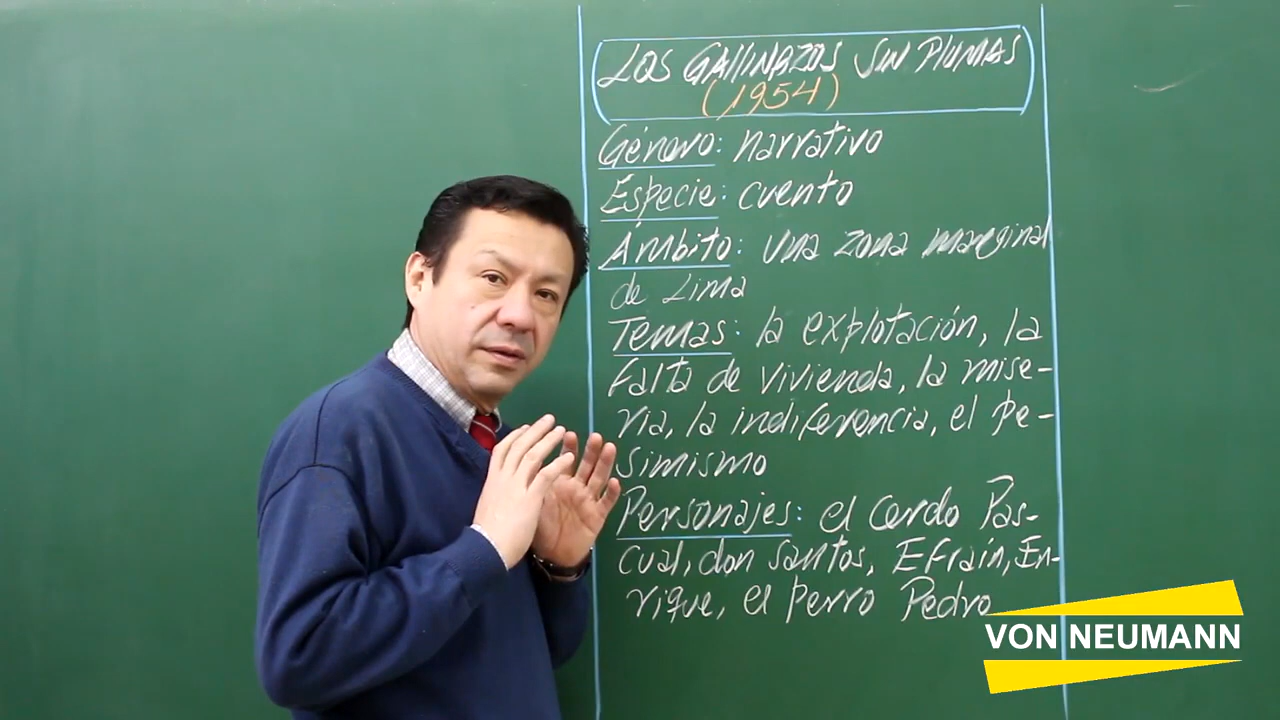 LOS GALLINAZOS SIN PLUMAS
(1954)
Género: narrativo
Especie: cuento
Ámbito: una zona marginal
de Lima
Temas: la explotación, la
falta de vivienda, la mise-
ria, la indiferencia, el pe-
simismo
Personajes: el cerdo Pas-
cual, don Santos, Efraín, En-
rique, el perro Pedro
VON NEUMANN